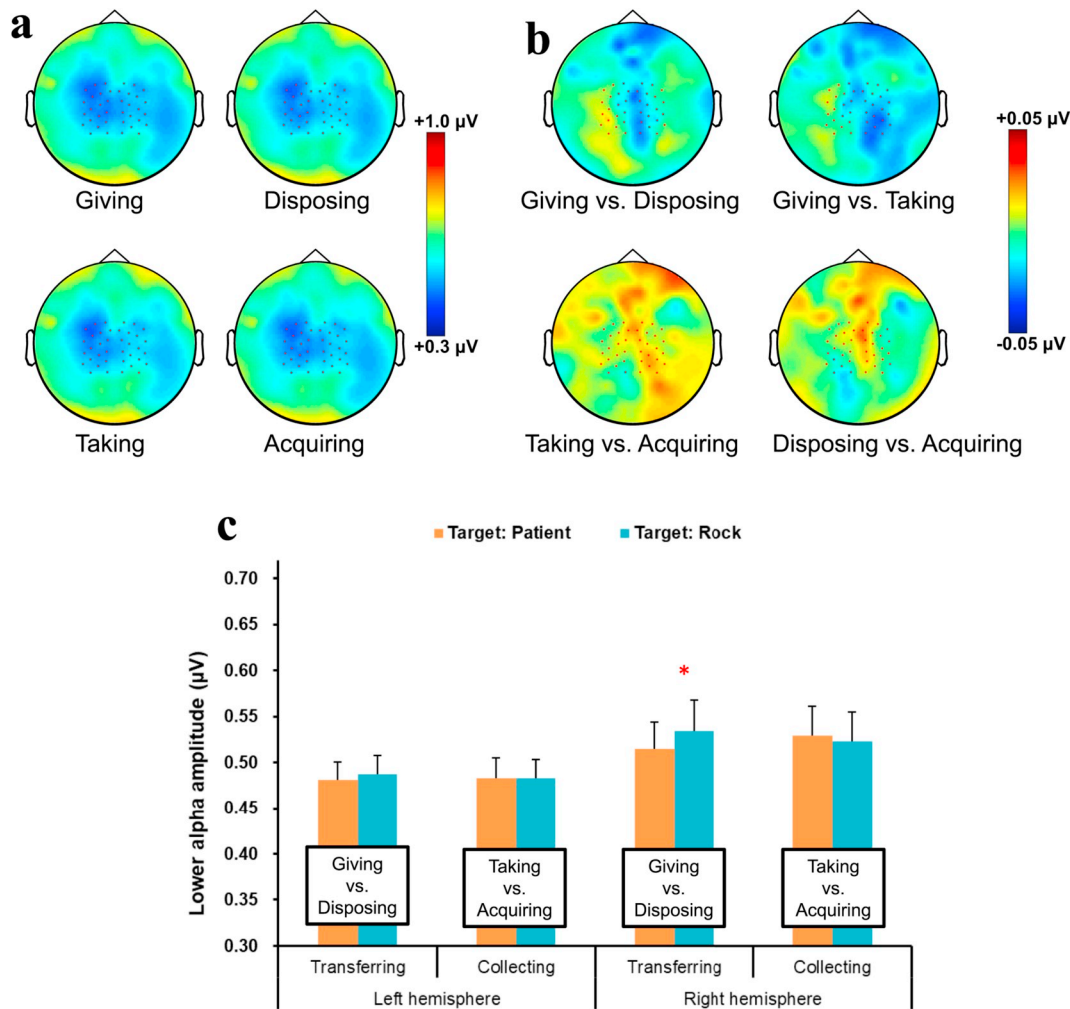 a
b
Giving
Disposing
Taking
Acquiring
+1.0 µV
+0.3 µV
Giving vs. Disposing
Giving vs. Taking
Taking vs. Acquiring
Disposing vs. Acquiring
+0.05 µV
-0.05 µV
c
Target: Patient
Target: Rock
Lower alpha amplitude (µV)
0.70
0.65
0.60
0.55
0.50
0.45
0.40
0.35
0.30
*
Giving
vs.
Disposing
Taking
vs.
Acquiring
Giving
vs.
Disposing
Taking
vs.
Acquiring
Transferring
Collecting
Transferring
Collecting
Left hemisphere
Right hemisphere